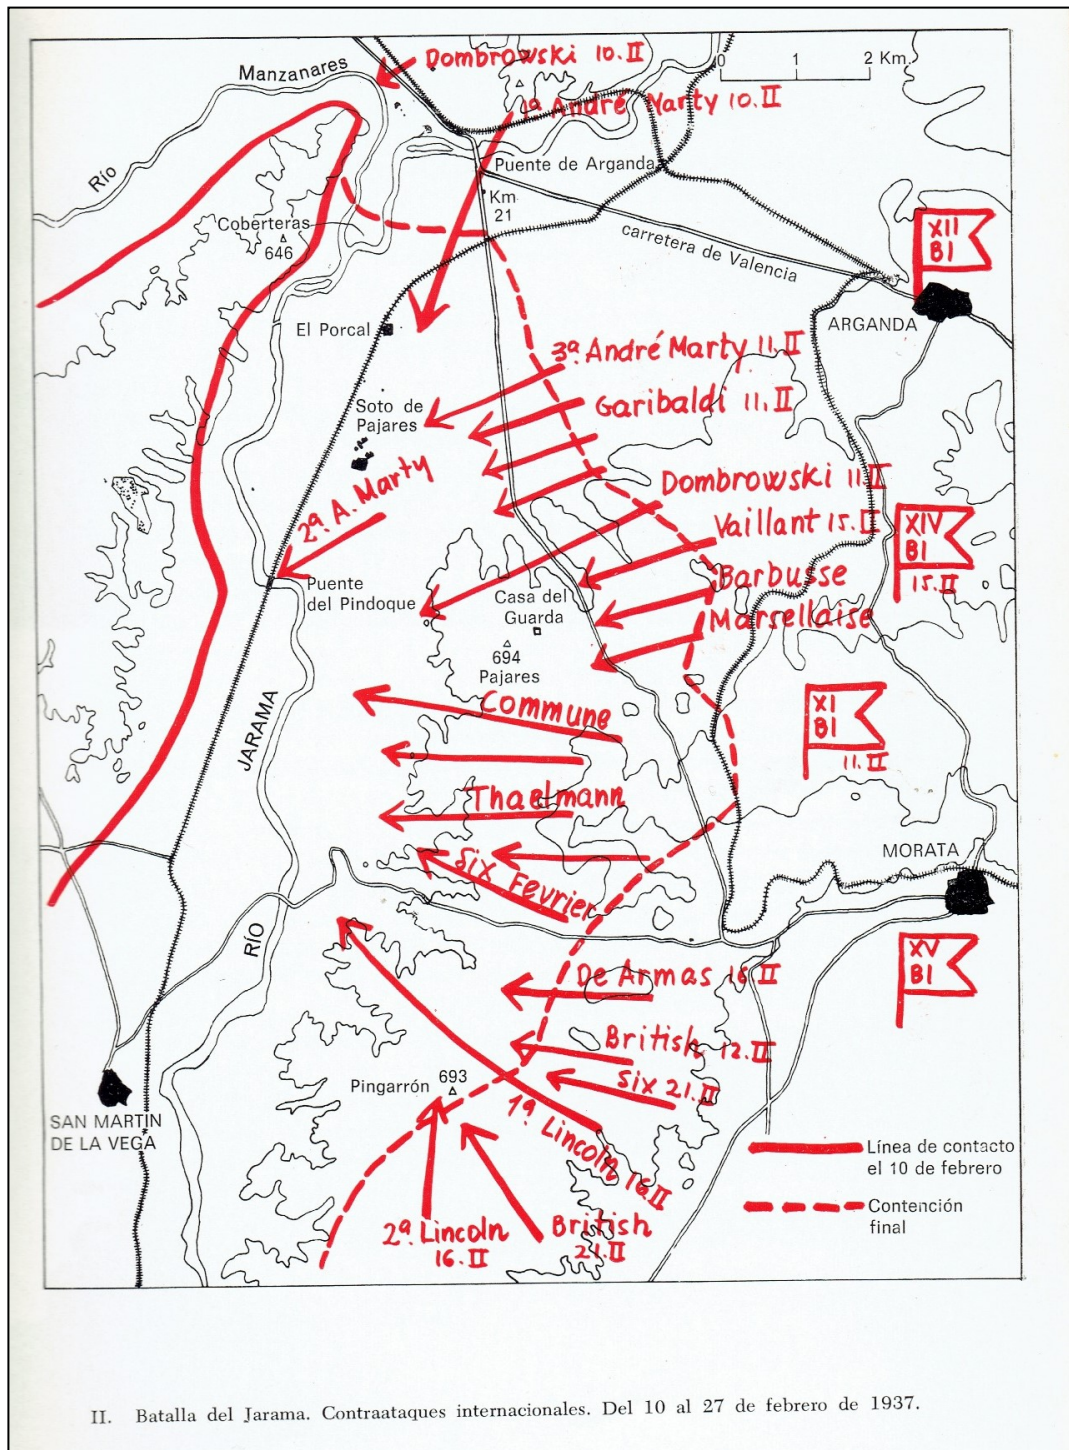 Dombrowski 10.II
Manzanares
0 1 2 Km.
1ª André Marty 10.II
Río
Puente de Arganda
Km
21
Coberteras
646
carretera de Valencia
XII
BI
ARGANDA
El Porcal
3ª André Marty 11.II
Garibaldi 11.II
Soto de
Pajares
2ª A. Marty
Dombrowski 11.II
Vaillant 15.II
XIV
BI
15.II
Puente
del Pindoque
Casa del
Guarda
Barbusse
Marsellaise
694
Pajares
Commune
XI
BI
11.II
JARAMA
Thaelmann
MORATA
Six Fevrier
RÍO
XV
BI
De Armas 16.II
British 12.II
Six 21.II
Pingarrón 693
1ª Lincoln 16.II
SAN MARTIN
DE LA VEGA
Línea de contacto
el 10 de febrero
Contención
final
2ª Lincoln
16.II
British
21.II
II. Batalla del Jarama. Contraataques internacionales. Del 10 al 27 de febrero de 1937.